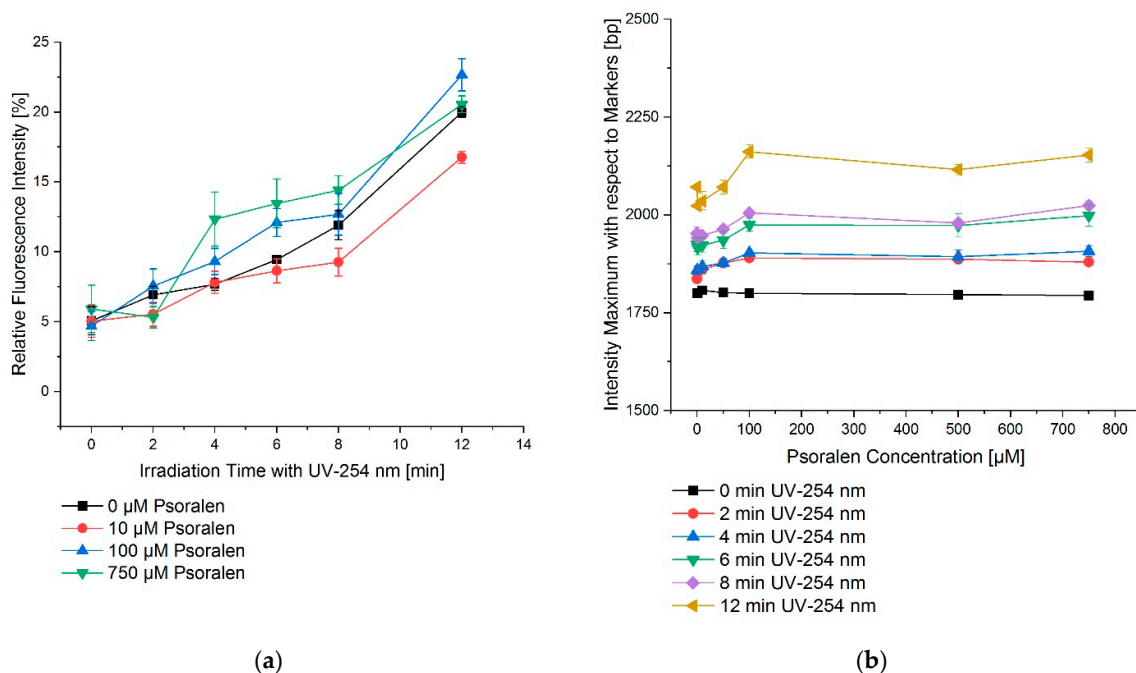 25
20
15
10
5
0
Relative Fluorescence Intensity [%]
0 2 4 6 8 10 12 14
Irradiation Time with UV-254 nm [min]
0 µM Psoralen
10 µM Psoralen
100 µM Psoralen
750 µM Psoralen
(a)
2500
2250
2000
1750
1500
Intensity Maximum with respect to Markers [bp]
0 100 200 300 400 500 600 700 800
Psoralen Concentration [µM]
0 min UV-254 nm
2 min UV-254 nm
4 min UV-254 nm
6 min UV-254 nm
8 min UV-254 nm
12 min UV-254 nm
(b)